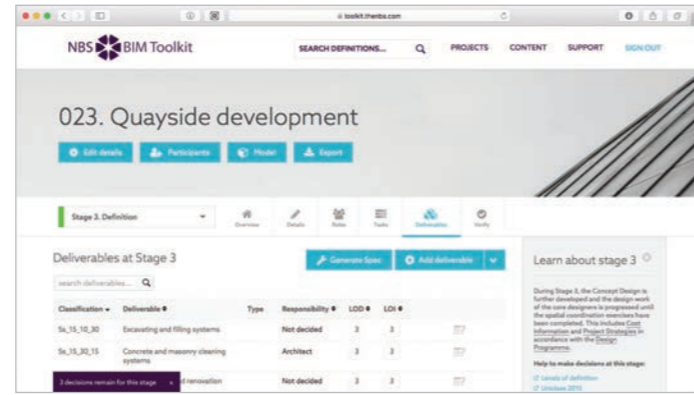 toolkit.thenbs.com
NBS BIM Toolkit
SEARCH DEFINITIONS...
PROJECTS
CONTENT
SUPPORT
SIGN OUT
023. Quayside development
Edit details
Participants
Model
Export
Stage 3. Definition
Overview
Details
Roles
Tasks
Deliverables
Verify
Deliverables at Stage 3
Generate Spec
Add deliverable
search deliverables...
Classification Deliverable Type Responsibility LOD LOI
Ss_15_10_30 Excavating and filling systems Not decided 3 3
Ss_15_30_15 Concrete and masonry cleaning Architect 3 3
systems
d renovation Not decided 3 3
3 decisions remain for this stage x
Learn about stage 3
During Stage 3, the Concept Design is
further developed and the design work
of the core designers is progressed until
the spatial coordination exercises have
been completed. This includes Cost
Information and Project Strategies in
accordance with the Design
Programme.
Help to make decisions at this stage:
Levels of definition
Uniclass 2015